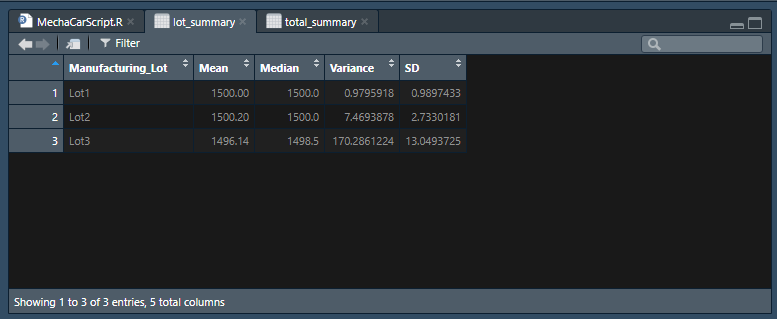 MechaCarScript.R lot_summary total_summary
Filter
Manufacturing_Lot Mean Median Variance SD
1 Lot1 1500.00 1500.0 0.9795918 0.9897433
2 Lot2 1500.20 1500.0 7.4693878 2.7330181
3 Lot3 1496.14 1498.5 170.2861224 13.0493725
Showing 1 to 3 of 3 entries, 5 total columns